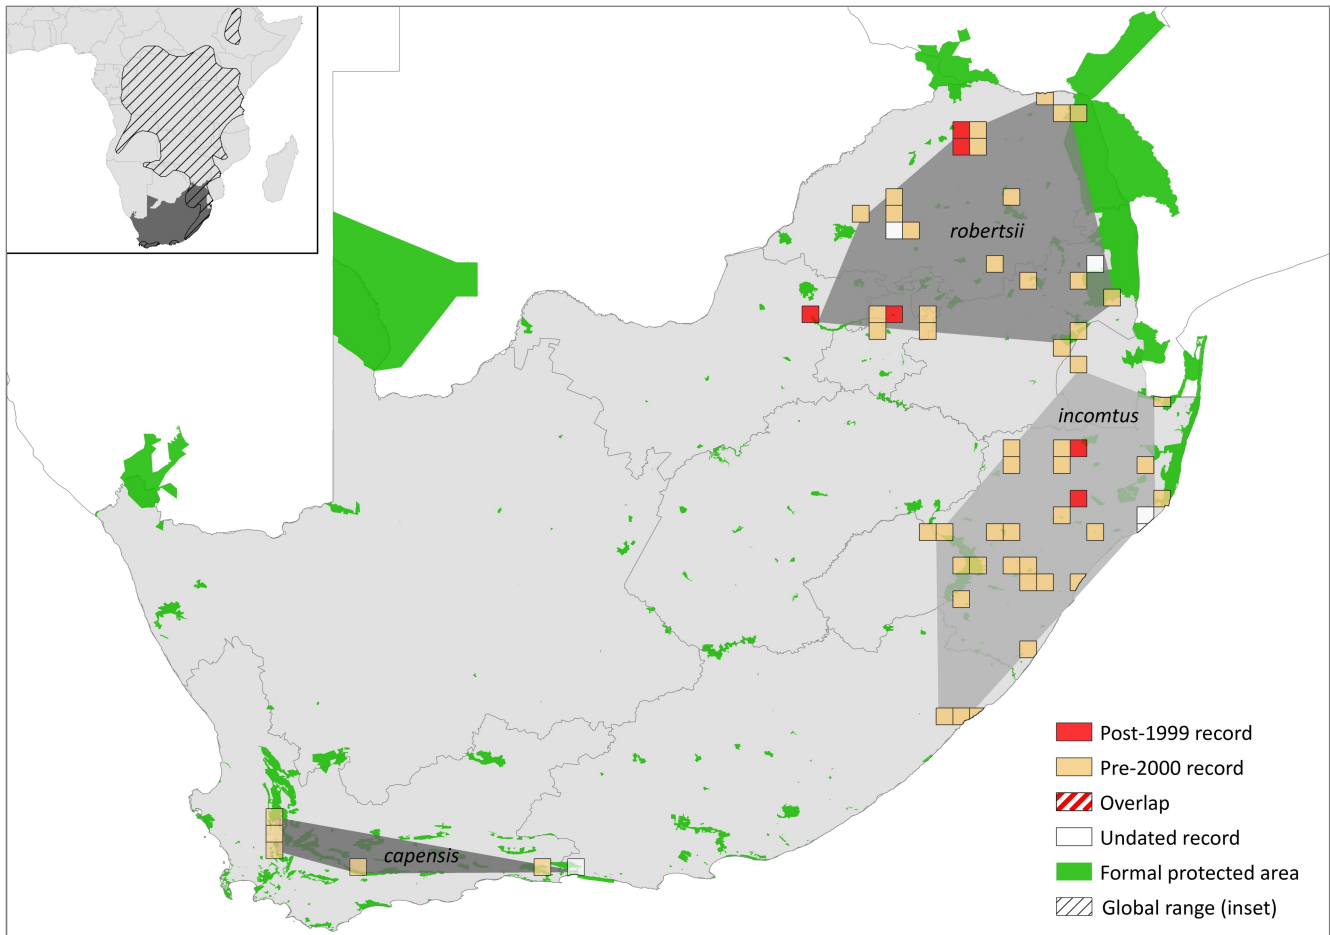 robertsii
incomtus
capensis
Post-1999 record
Pre-2000 record
Overlap
Undated record
Formal protected area
Global range (inset)